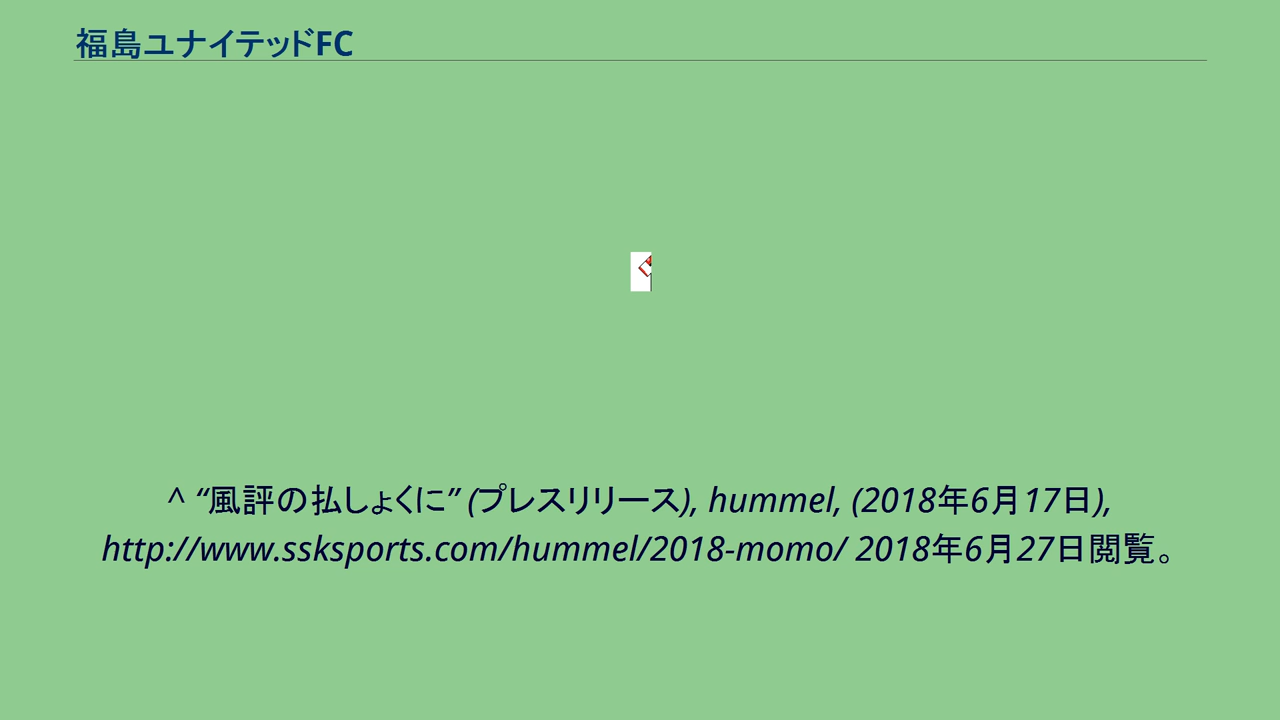 福島ユナイテッドFC
^ “風評の払しょくに” (プレスリリース), hummel, (2018年6月17日),
http://www.ssksports.com/hummel/2018-momo/ 2018年6月27日閲覧。